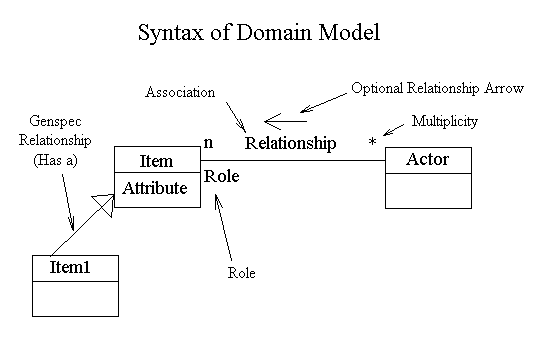 Syntax of Domain Model
Association
Optional Relationship Arrow
Genspec
Relationship
(Has a)
n
Relationship
*
Multiplicity
Item
Attribute
Role
Actor
Item1
Role